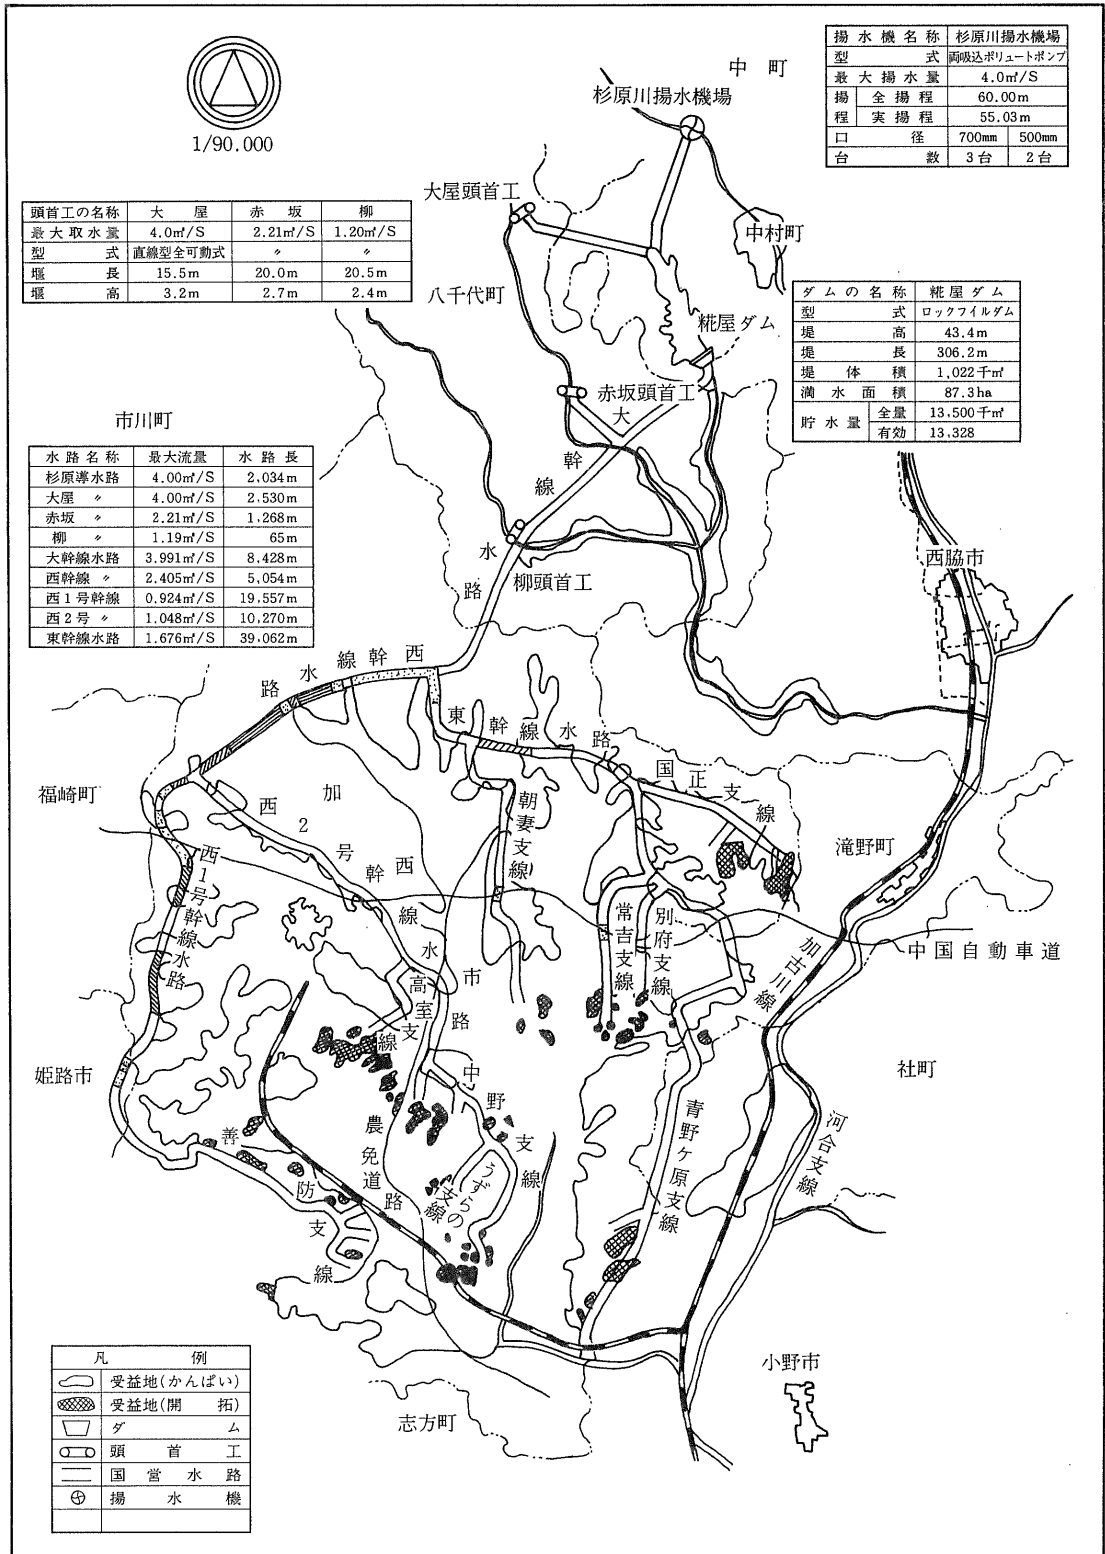 揚水機名称 杉原川揚水機場
型式 両吸込ボリュートポンプ
最大揚水量 4.0㎥/S
揚程 全揚程 60.00m
実揚程 55.03m
口径 700mm 500mm
台数 3台 2台
中町
杉原川揚水機場
1/90.000
大屋頭首工
頭首工の名称 大屋 赤坂 柳
最大取水量 4.0㎥/S 2.21㎥/S 1.20㎥/S
型式 直線型全可動式 〃 〃
堰長 15.5m 20.0m 20.5m
堰高 3.2m 2.7m 2.4m
中村町
八千代町
糀屋ダム
ダムの名称 糀屋ダム
型式 ロックフイルダム
堤高 43.4m
堤長 306.2m
堤体積 1,022千㎥
満水面積 87.3ha
貯水量 全量 13,500千㎥
有効 13,328
赤坂頭首工
市川町
水路名称 最大流量 水路長
杉原導水路 4.00㎥/S 2.034m
大屋 〃 4.00㎥/S 2.530m
赤坂 〃 2.21㎥/S 1,268m
柳 〃 1.19㎥/S 65m
大幹線水路 3.991㎥/S 8,428m
西幹線 〃 2.405㎥/S 5,054m
西1号幹線 0.924㎥/S 19.557m
西2号 〃 1.048㎥/S 10,270m
東幹線水路 1.676㎥/S 39.062m
大幹線水路
西脇市
柳頭首工
路水線幹西
東幹線水路
国正支線
福崎町
加西市
西2号幹線水路
朝妻支線
滝野町
西1号幹線水路
常吉支線
別府支線
加古川線
中国自動車道
高室支線
姫路市
社町
中野支線
農免道路
青野ケ原支線
河合支線
善防支線
うずらの支線
小野市
志方町
凡例
受益地(かんぱい)
受益地(開拓)
ダム
頭首工
国営水路
揚水機